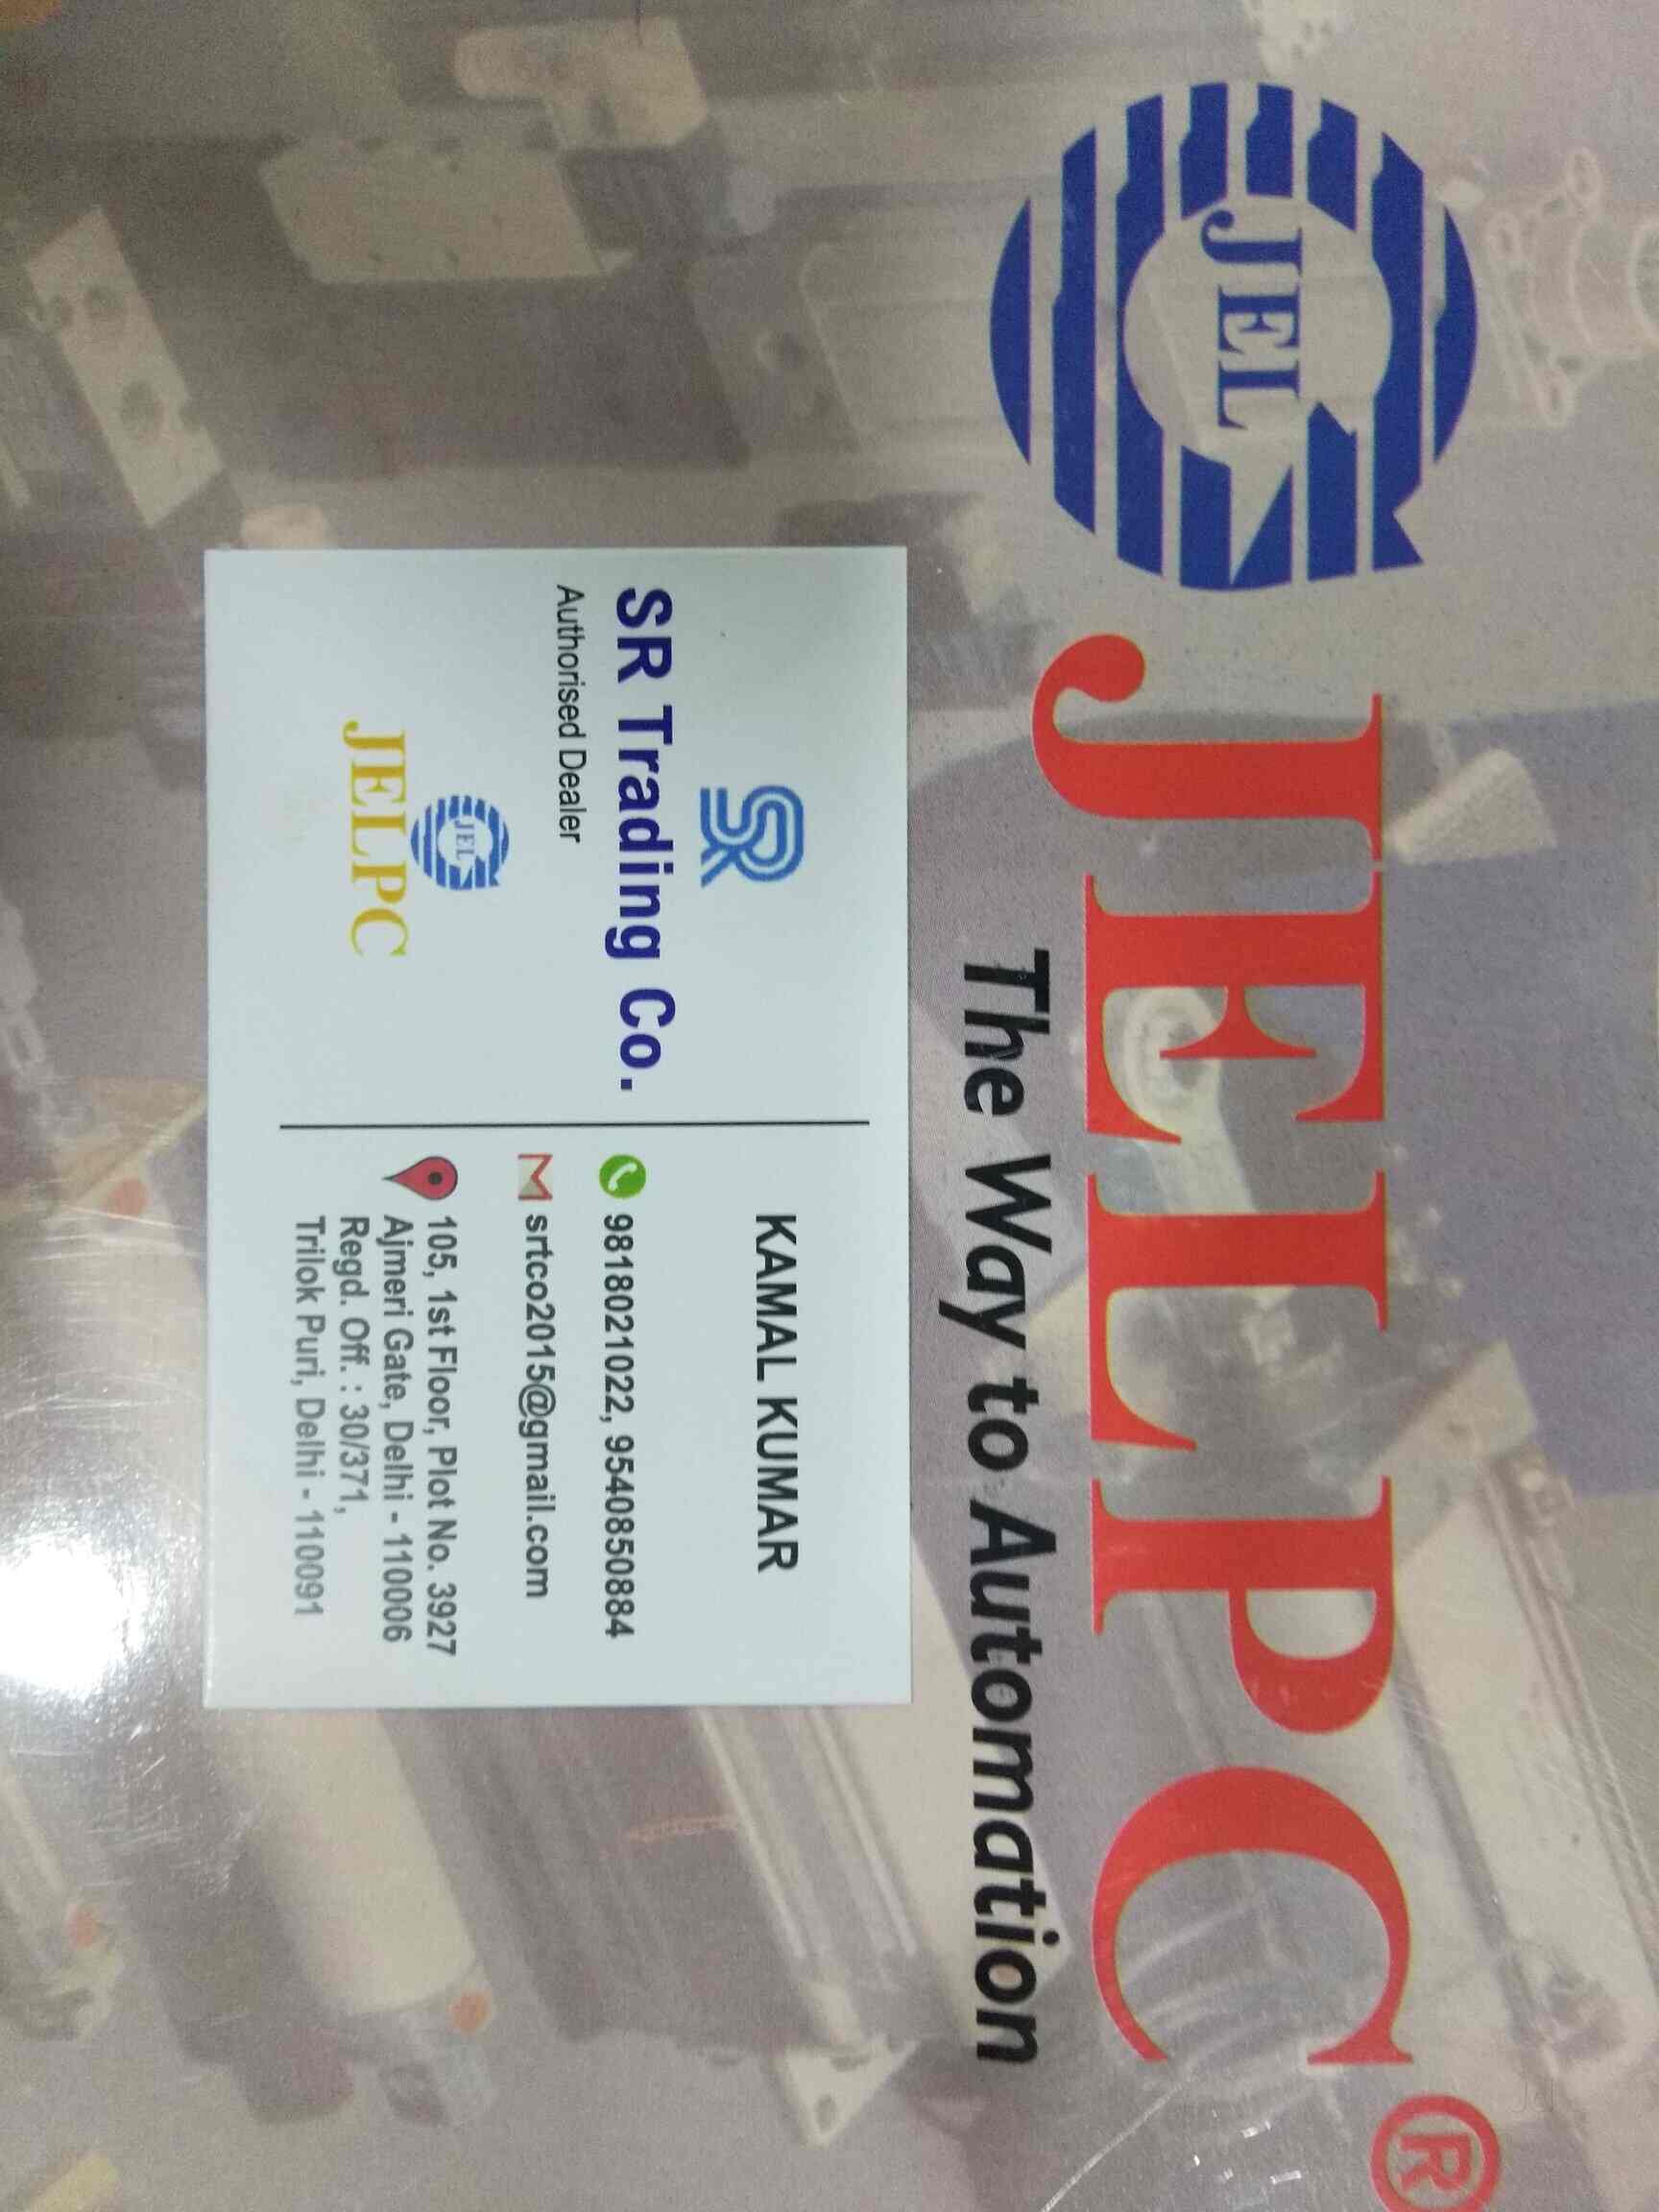 JEL
JELPC®
The Way to Automation
SR
SR Trading Co.
Authorised Dealer
JEL
JELPC
KAMAL KUMAR
9818021022, 9540850884
srtco2015@gmail.com
105, 1st Floor, Plot No. 3927
Ajmeri Gate, Delhi - 110006
Regd. Off. : 30/371,
Trilok Puri, Delhi - 110091